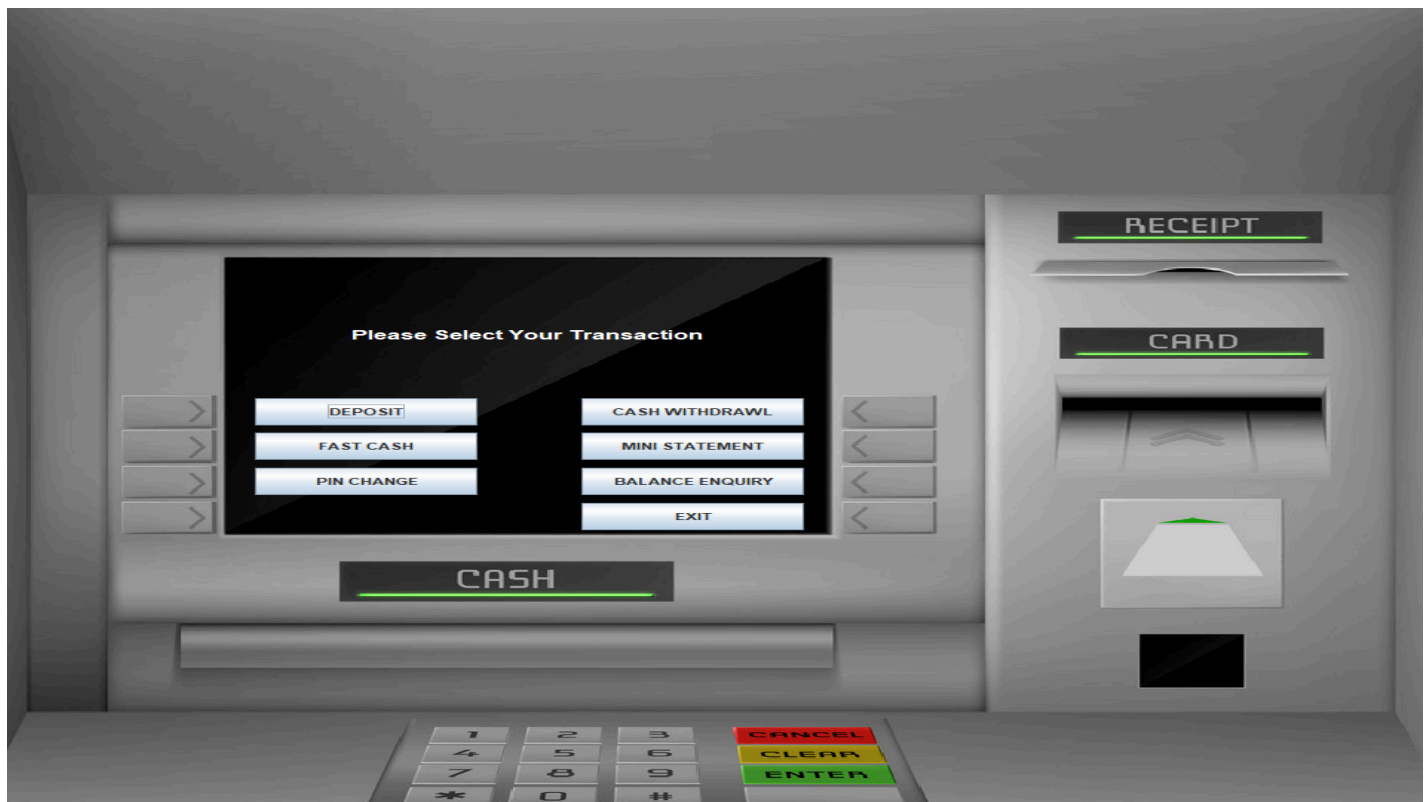 RECEIPT
Please Select Your Transaction
CARD
DEPOSIT
CASH WITHDRAWL
FAST CASH
MINI STATEMENT
PIN CHANGE
BALANCE ENQUIRY
EXIT
CASH
1 2 3 CANCEL
4 5 6 CLEAR
7 8 9 ENTER
* 0 #